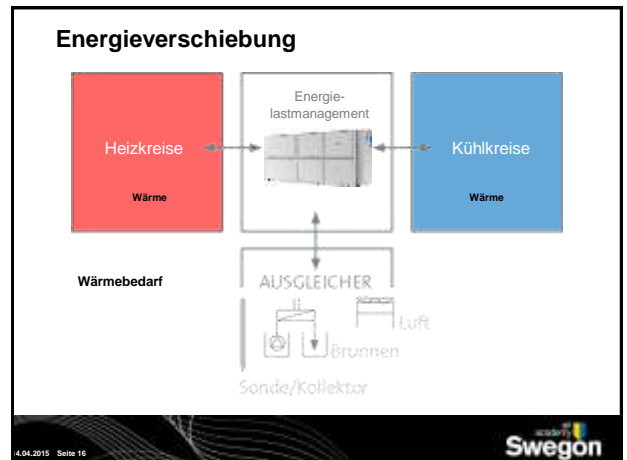 Energieverschiebung
Energie-
lastmanagement
Heizkreise
Kühlkreise
Wärme
Wärme
Wärmebedarf
AUSGLEICHER
Luft
Brunnen
Sonde/Kollektor
4.04.2015 Seite 16
air academy
Swegon